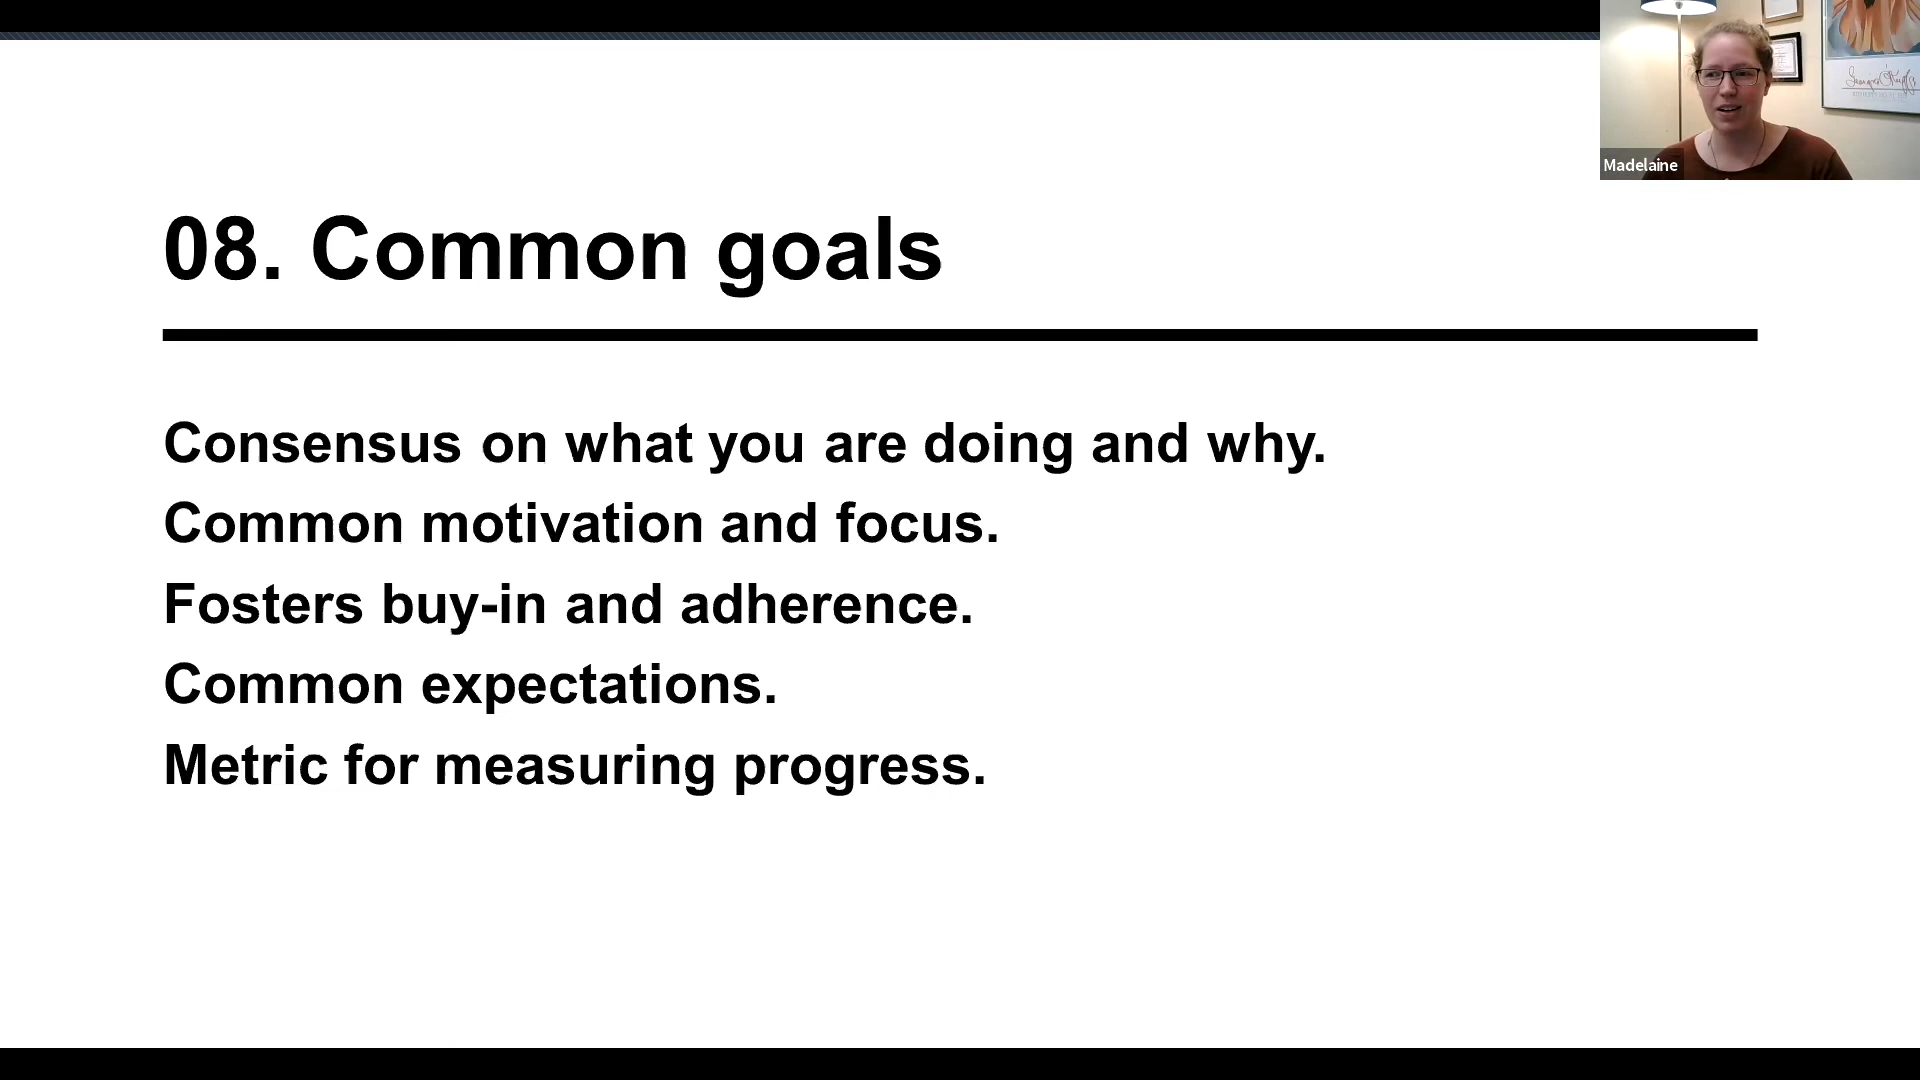 08. Common goals
Consensus on what you are doing and why.
Common motivation and focus.
Fosters buy-in and adherence.
Common expectations.
Metric for measuring progress.
Madelaine